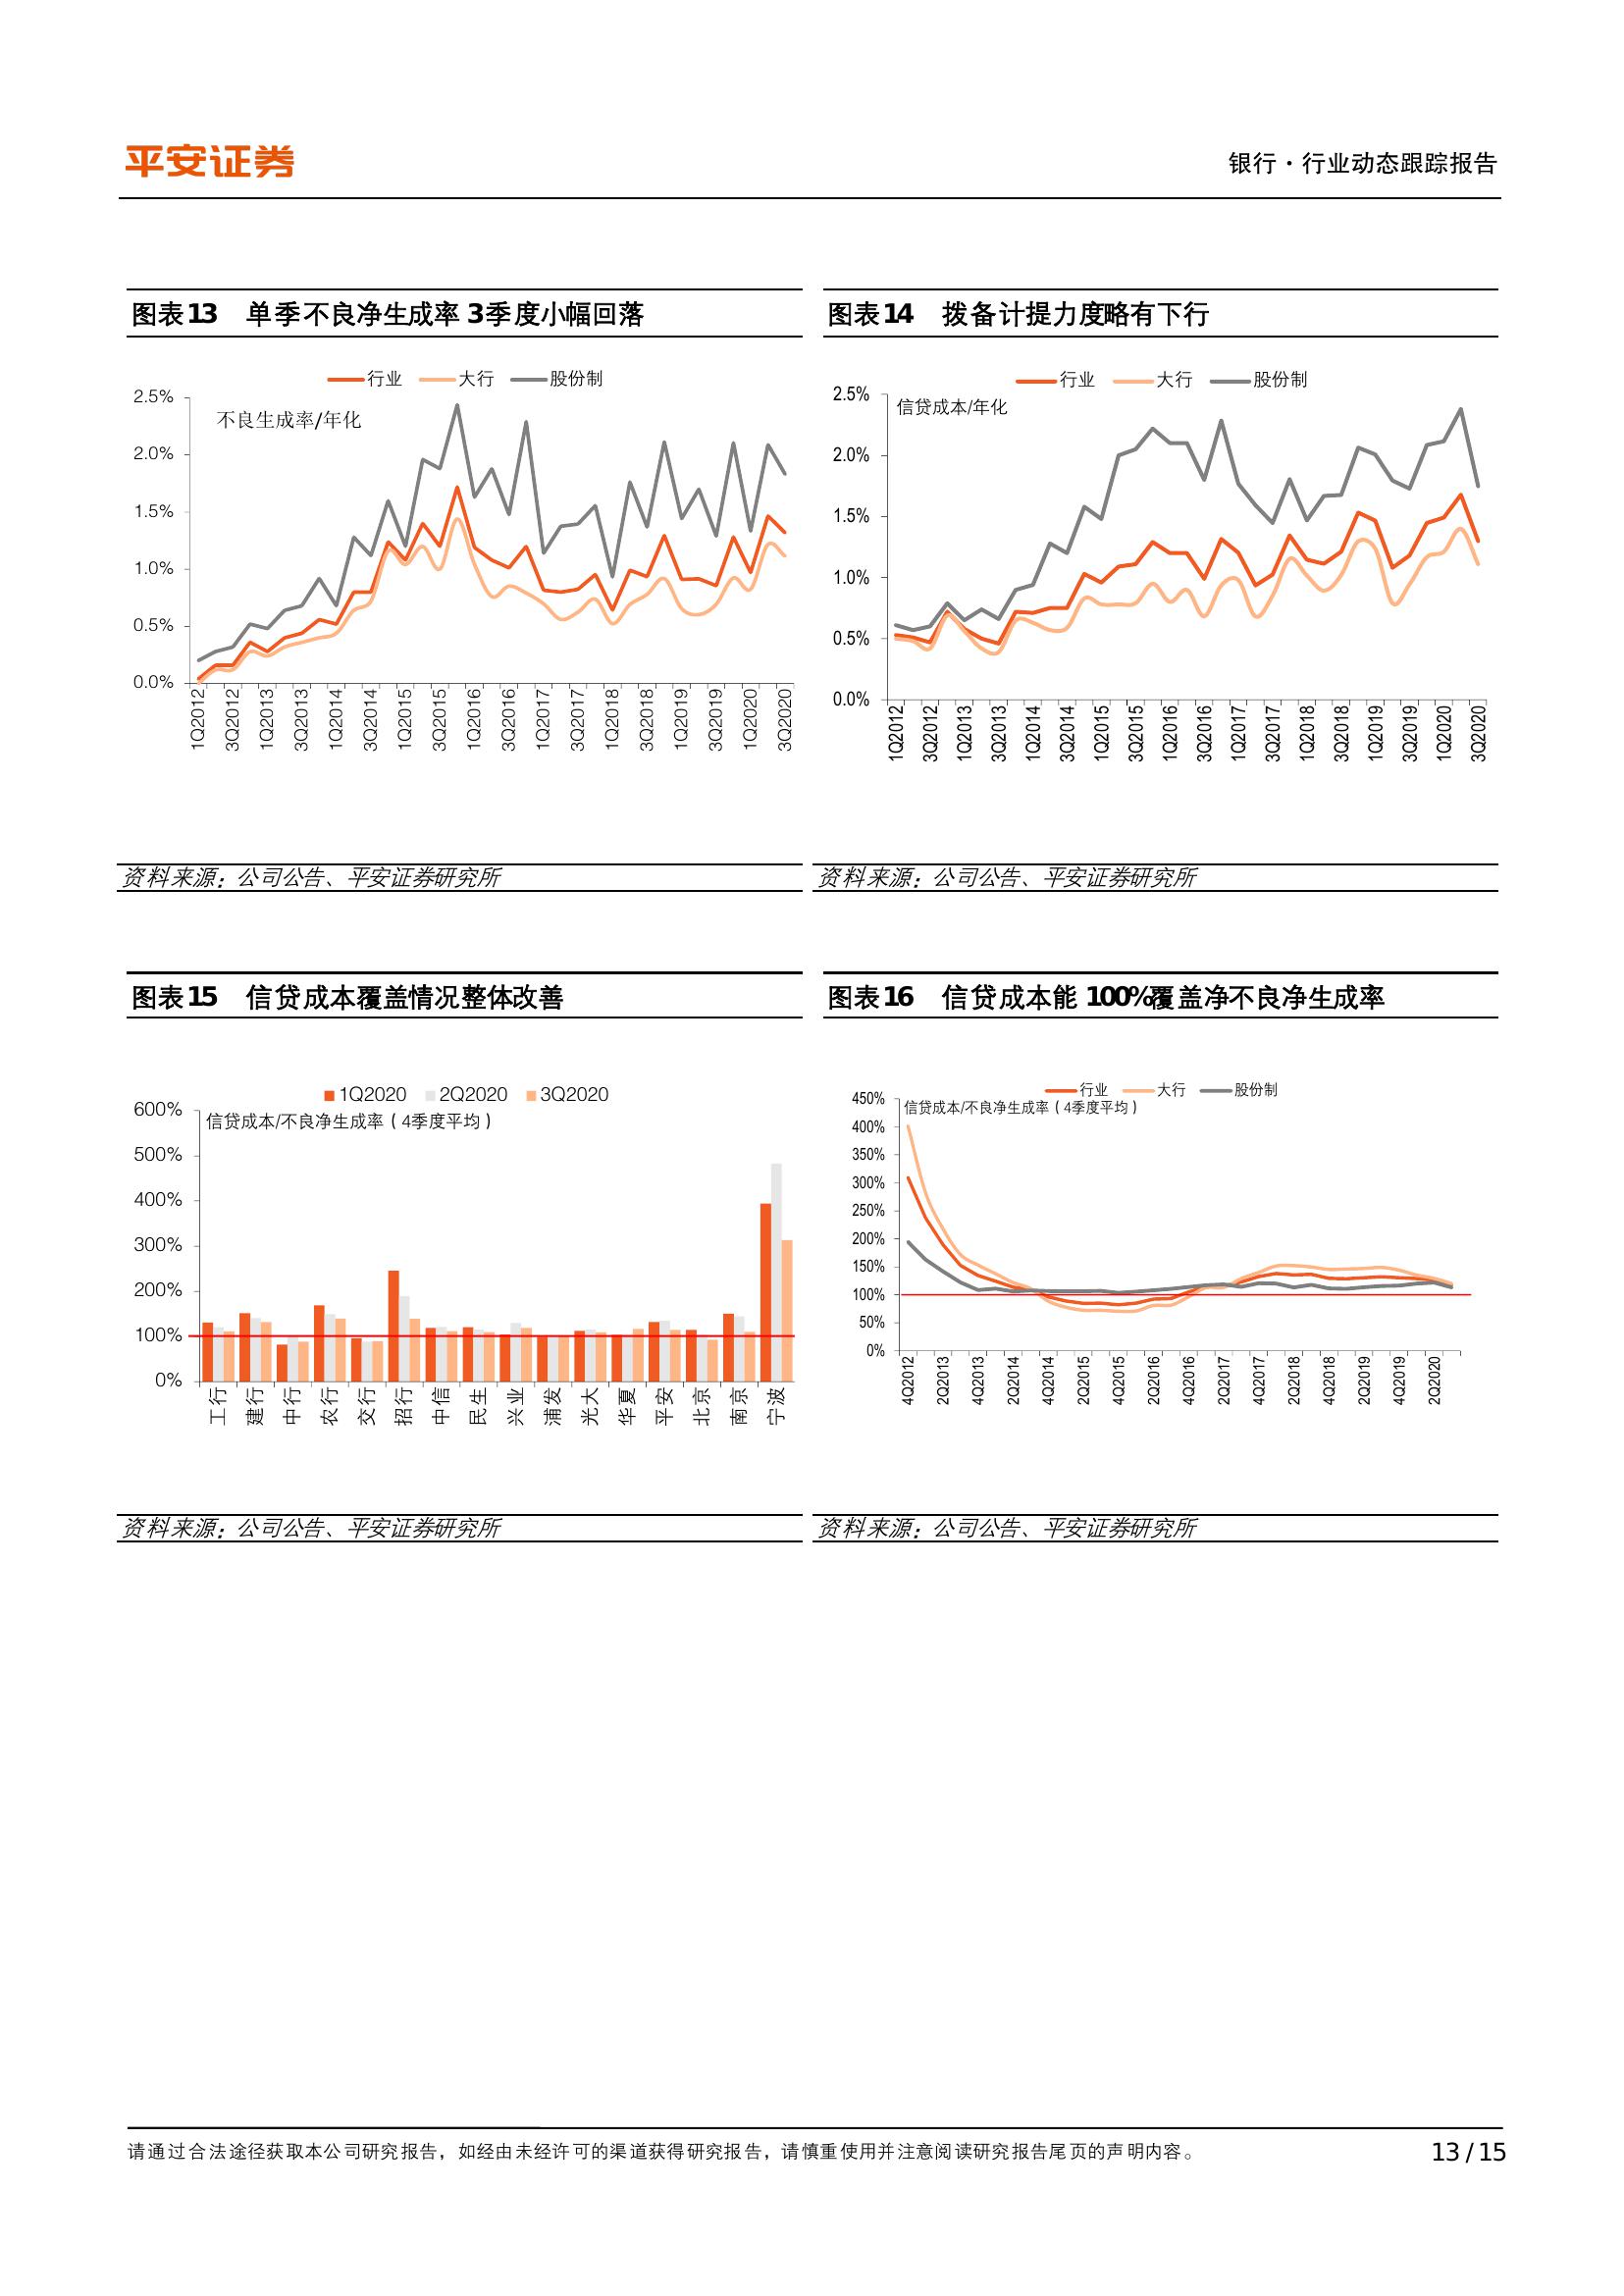 平安证券
银行·行业动态跟踪报告
图表13 单季不良净生成率 3季度小幅回落
行业 大行 股份制
不良生成率/年化
2.5%
2.0%
1.5%
1.0%
0.5%
0.0%
1Q2012 3Q2012 1Q2013 3Q2013 1Q2014 3Q2014 1Q2015 3Q2015 1Q2016 3Q2016 1Q2017 3Q2017 1Q2018 3Q2018 1Q2019 3Q2019 1Q2020 3Q2020
资料来源：公司公告、平安证券研究所
图表14 拨备计提力度略有下行
行业 大行 股份制
信贷成本/年化
2.5%
2.0%
1.5%
1.0%
0.5%
0.0%
1Q2012 3Q2012 1Q2013 3Q2013 1Q2014 3Q2014 1Q2015 3Q2015 1Q2016 3Q2016 1Q2017 3Q2017 1Q2018 3Q2018 1Q2019 3Q2019 1Q2020 3Q2020
资料来源：公司公告、平安证券研究所
图表15 信贷成本覆盖情况整体改善
1Q2020 2Q2020 3Q2020
信贷成本/不良净生成率（4季度平均）
600%
500%
400%
300%
200%
100%
0%
工行 建行 中行 农行 交行 招行 中信 民生 兴业 浦发 光大 华夏 平安 北京 南京 宁波
资料来源：公司公告、平安证券研究所
图表16 信贷成本能 100%覆盖净不良净生成率
行业 大行 股份制
信贷成本/不良净生成率（4季度平均）
450%
400%
350%
300%
250%
200%
150%
100%
50%
0%
4Q2012 2Q2013 4Q2013 2Q2014 4Q2014 2Q2015 4Q2015 2Q2016 4Q2016 2Q2017 4Q2017 2Q2018 4Q2018 2Q2019 4Q2019 2Q2020
资料来源：公司公告、平安证券研究所
请通过合法途径获取本公司研究报告，如经由未经许可的渠道获得研究报告，请慎重使用并注意阅读研究报告尾页的声明内容。
13 / 15